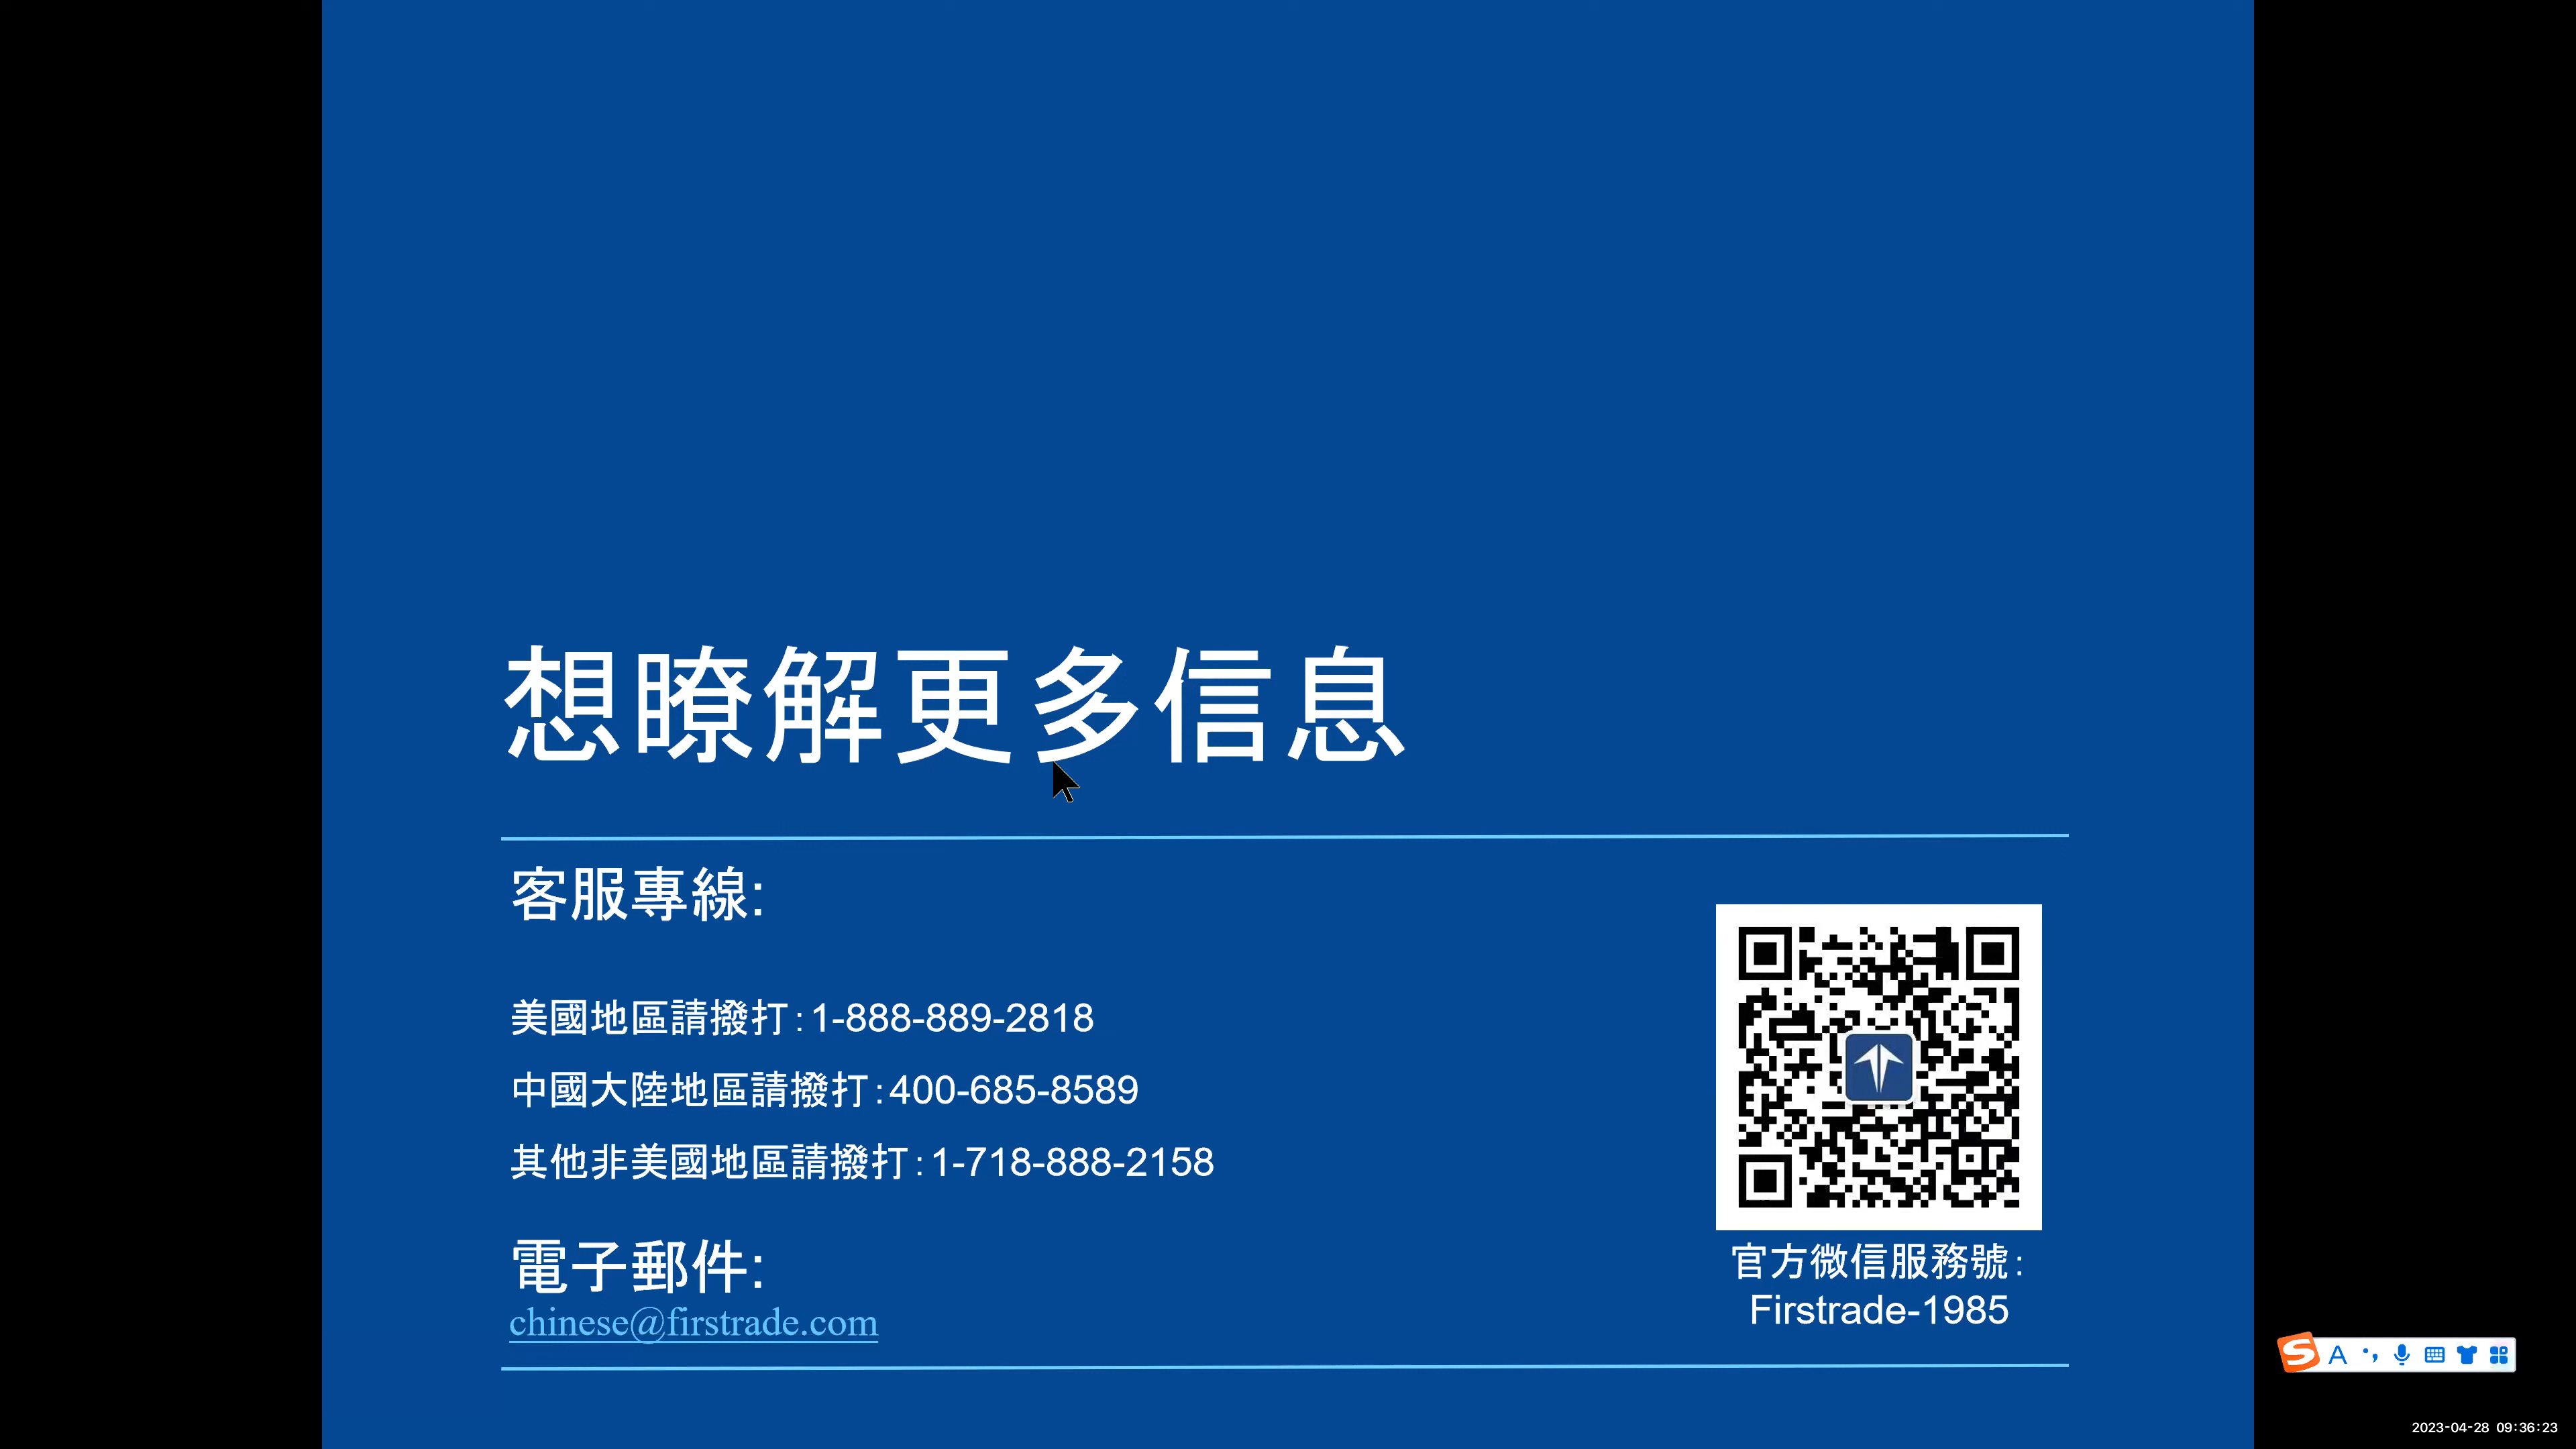 想瞭解更多信息
客服專線:
美國地區請撥打：1-888-889-2818
中國大陸地區請撥打：400-685-8589
其他非美國地區請撥打：1-718-888-2158
電子郵件:
chinese@firstrade.com
官方微信服務號：
Firstrade-1985
A
2023-04-28 09:36:23